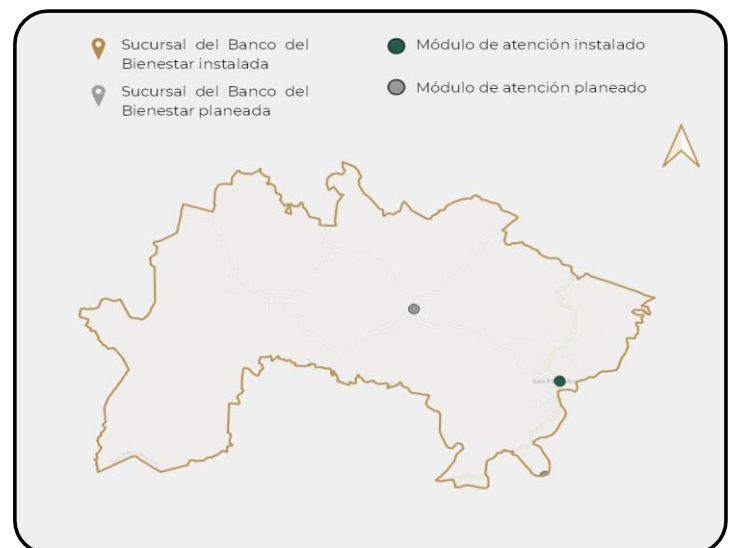 Sucursal del Banco del
Bienestar instalada
Sucursal del Banco del
Bienestar planeada
Módulo de atención instalado
Módulo de atención planeado
San